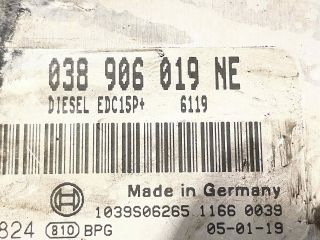 038 906 019 NE
DIESEL EDC15P+ 6119
Made in Germany
1039S06265 1166 0039
824 810 BPG 05-01-19